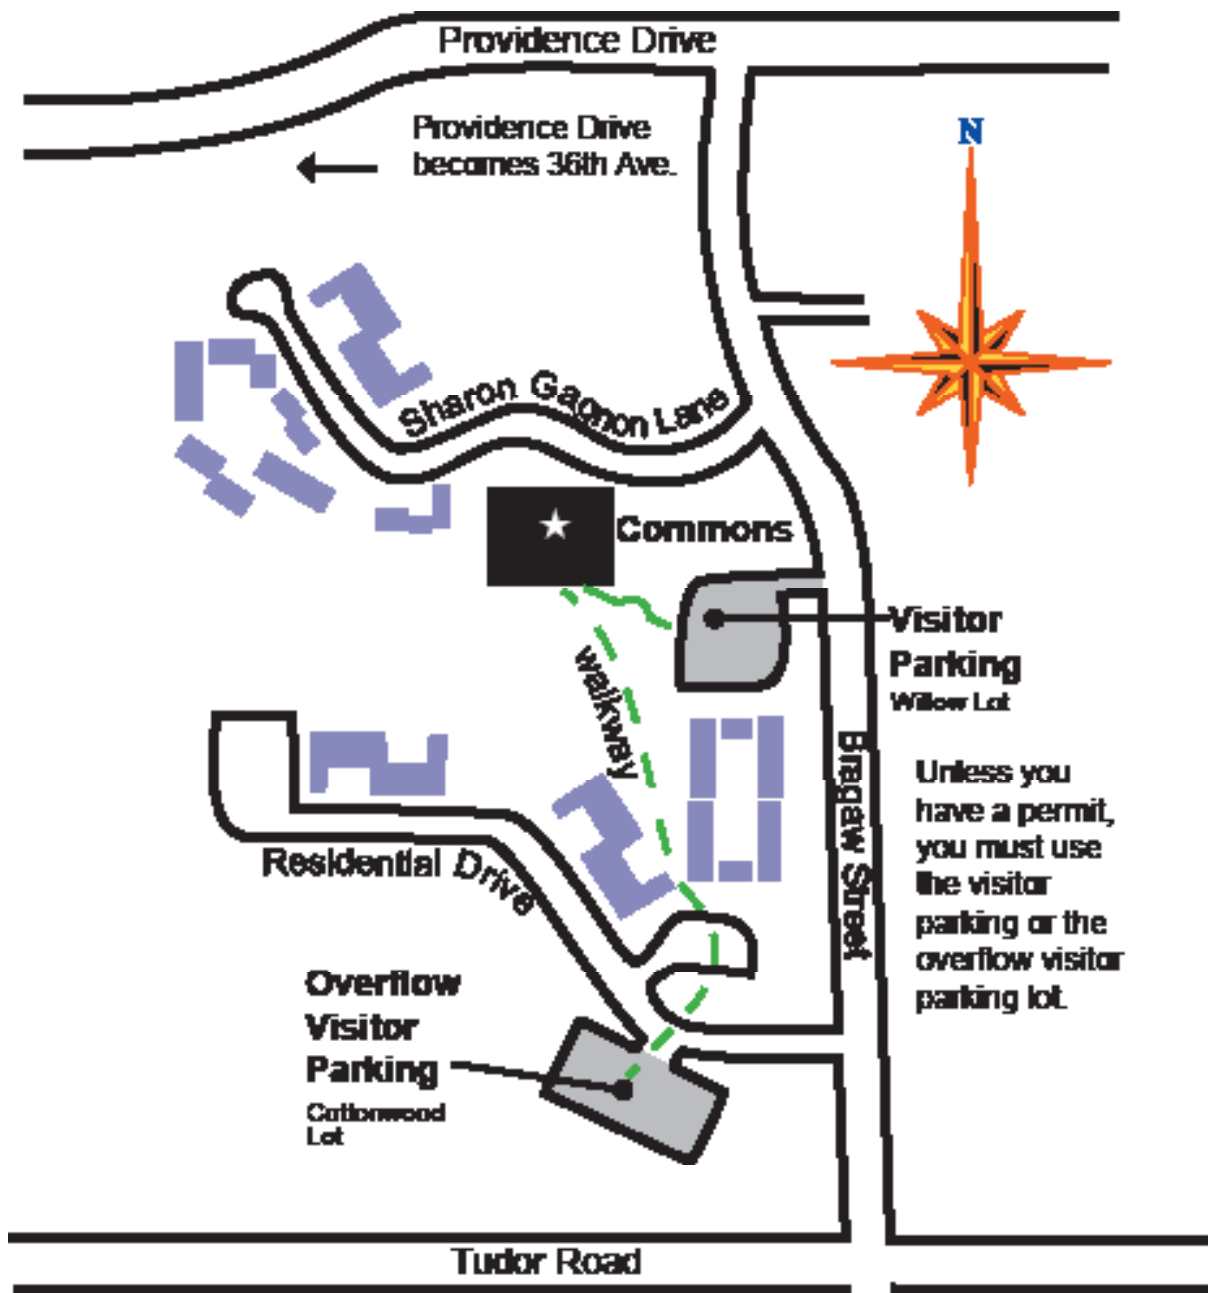 Providence Drive
Providence Drive
becomes 36th Ave.
N
Sharon Gagnon Lane
Commons
Visitor
Parking
Willow Lot
walkway
Bragaw Street
Unless you
have a permit,
you must use
the visitor
parking or the
overflow visitor
parking lot.
Residential Drive
Overflow
Visitor
Parking
Cottonwood
Lot
Tudor Road